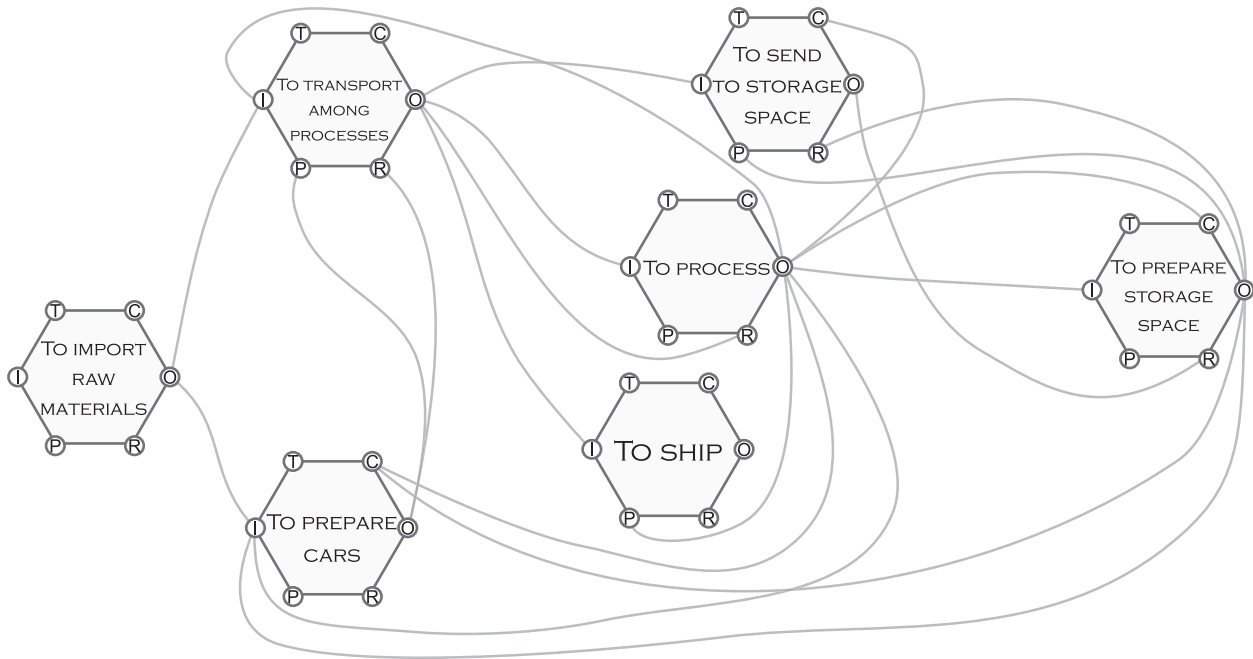 T C
I TO TRANSPORT O
AMONG
PROCESSES
P R
T C
TO SEND
I TO STORAGE O
SPACE
P R
T C
I TO PROCESS O
P R
T C
TO PREPARE
I STORAGE O
SPACE
P R
T C
TO IMPORT
I RAW O
MATERIALS
P R
T C
I TO SHIP O
P R
T C
I TO PREPARE O
CARS
P R